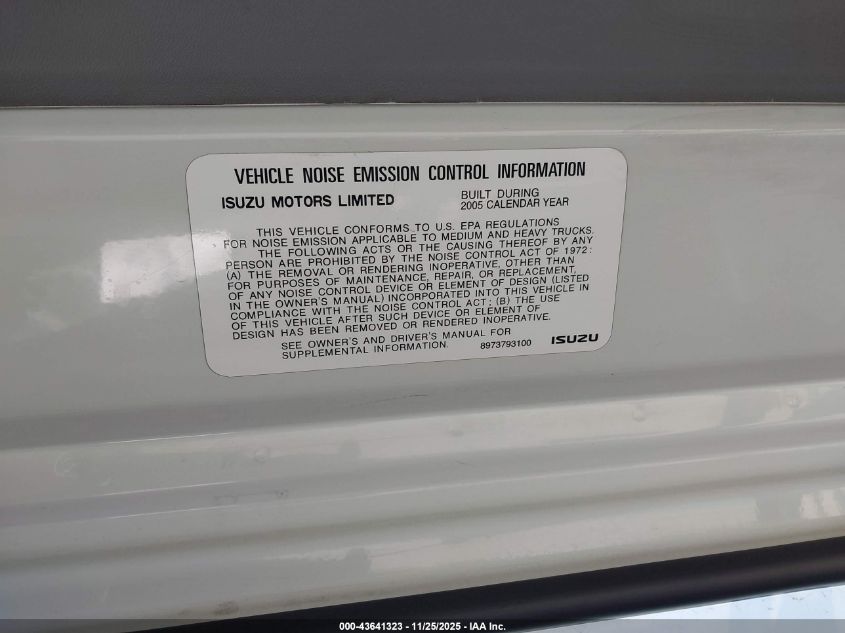 VEHICLE NOISE EMISSION CONTROL INFORMATION
ISUZU MOTORS LIMITED
BUILT DURING
2005 CALENDAR YEAR
THIS VEHICLE CONFORMS TO U.S. EPA REGULATIONS
FOR NOISE EMISSION APPLICABLE TO MEDIUM AND HEAVY TRUCKS.
THE FOLLOWING ACTS OR THE CAUSING THEREOF BY ANY
PERSON ARE PROHIBITED BY THE NOISE CONTROL ACT OF 1972:
(A) THE REMOVAL OR RENDERING INOPERATIVE, OTHER THAN
FOR PURPOSES OF MAINTENANCE, REPAIR, OR REPLACEMENT,
OF ANY NOISE CONTROL DEVICE OR ELEMENT OF DESIGN (LISTED
IN THE OWNER'S MANUAL) INCORPORATED INTO THIS VEHICLE IN
COMPLIANCE WITH THE NOISE CONTROL ACT; (B) THE USE
OF THIS VEHICLE AFTER SUCH DEVICE OR ELEMENT OF
DESIGN HAS BEEN REMOVED OR RENDERED INOPERATIVE.
SEE OWNER'S AND DRIVER'S MANUAL FOR
SUPPLEMENTAL INFORMATION.
8973793100
ISUZU
000-43641323 — 11/25/2025 — IAA Inc.